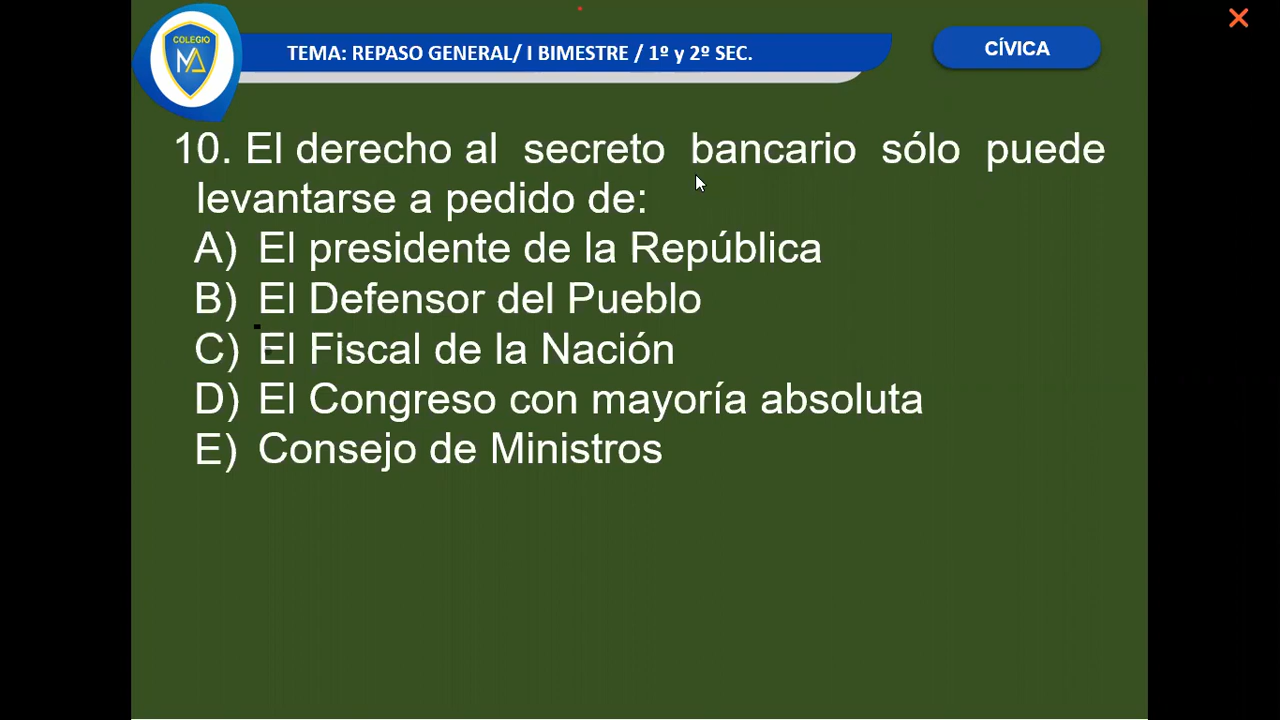 COLEGIO
MA
TEMA: REPASO GENERAL/ I BIMESTRE / 1º y 2º SEC.
CÍVICA
10. El derecho al secreto bancario sólo puede
levantarse a pedido de:
A) El presidente de la República
B) El Defensor del Pueblo
C) El Fiscal de la Nación
D) El Congreso con mayoría absoluta
E) Consejo de Ministros